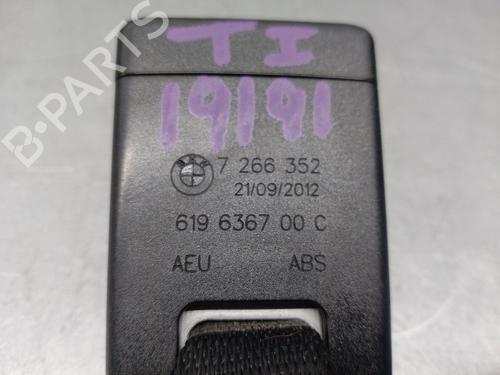 TI
19191
7 266 352
21/09/2012
619 6367 00 C
AEU ABS
B-PARTS